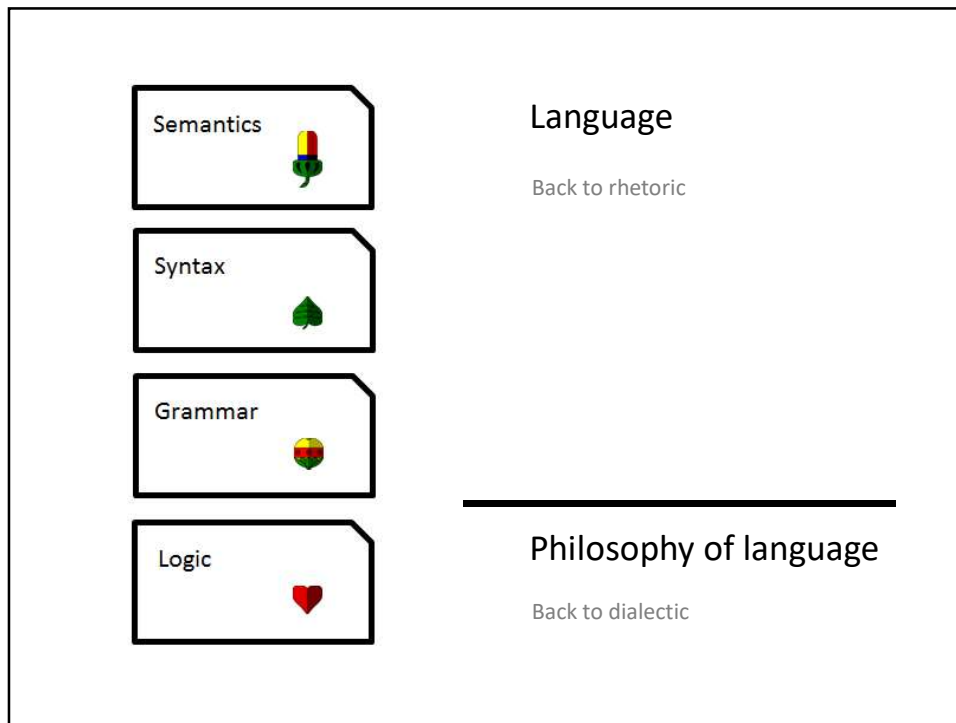 Semantics
Syntax
Grammar
Logic
Language
Back to rhetoric
Philosophy of language
Back to dialectic